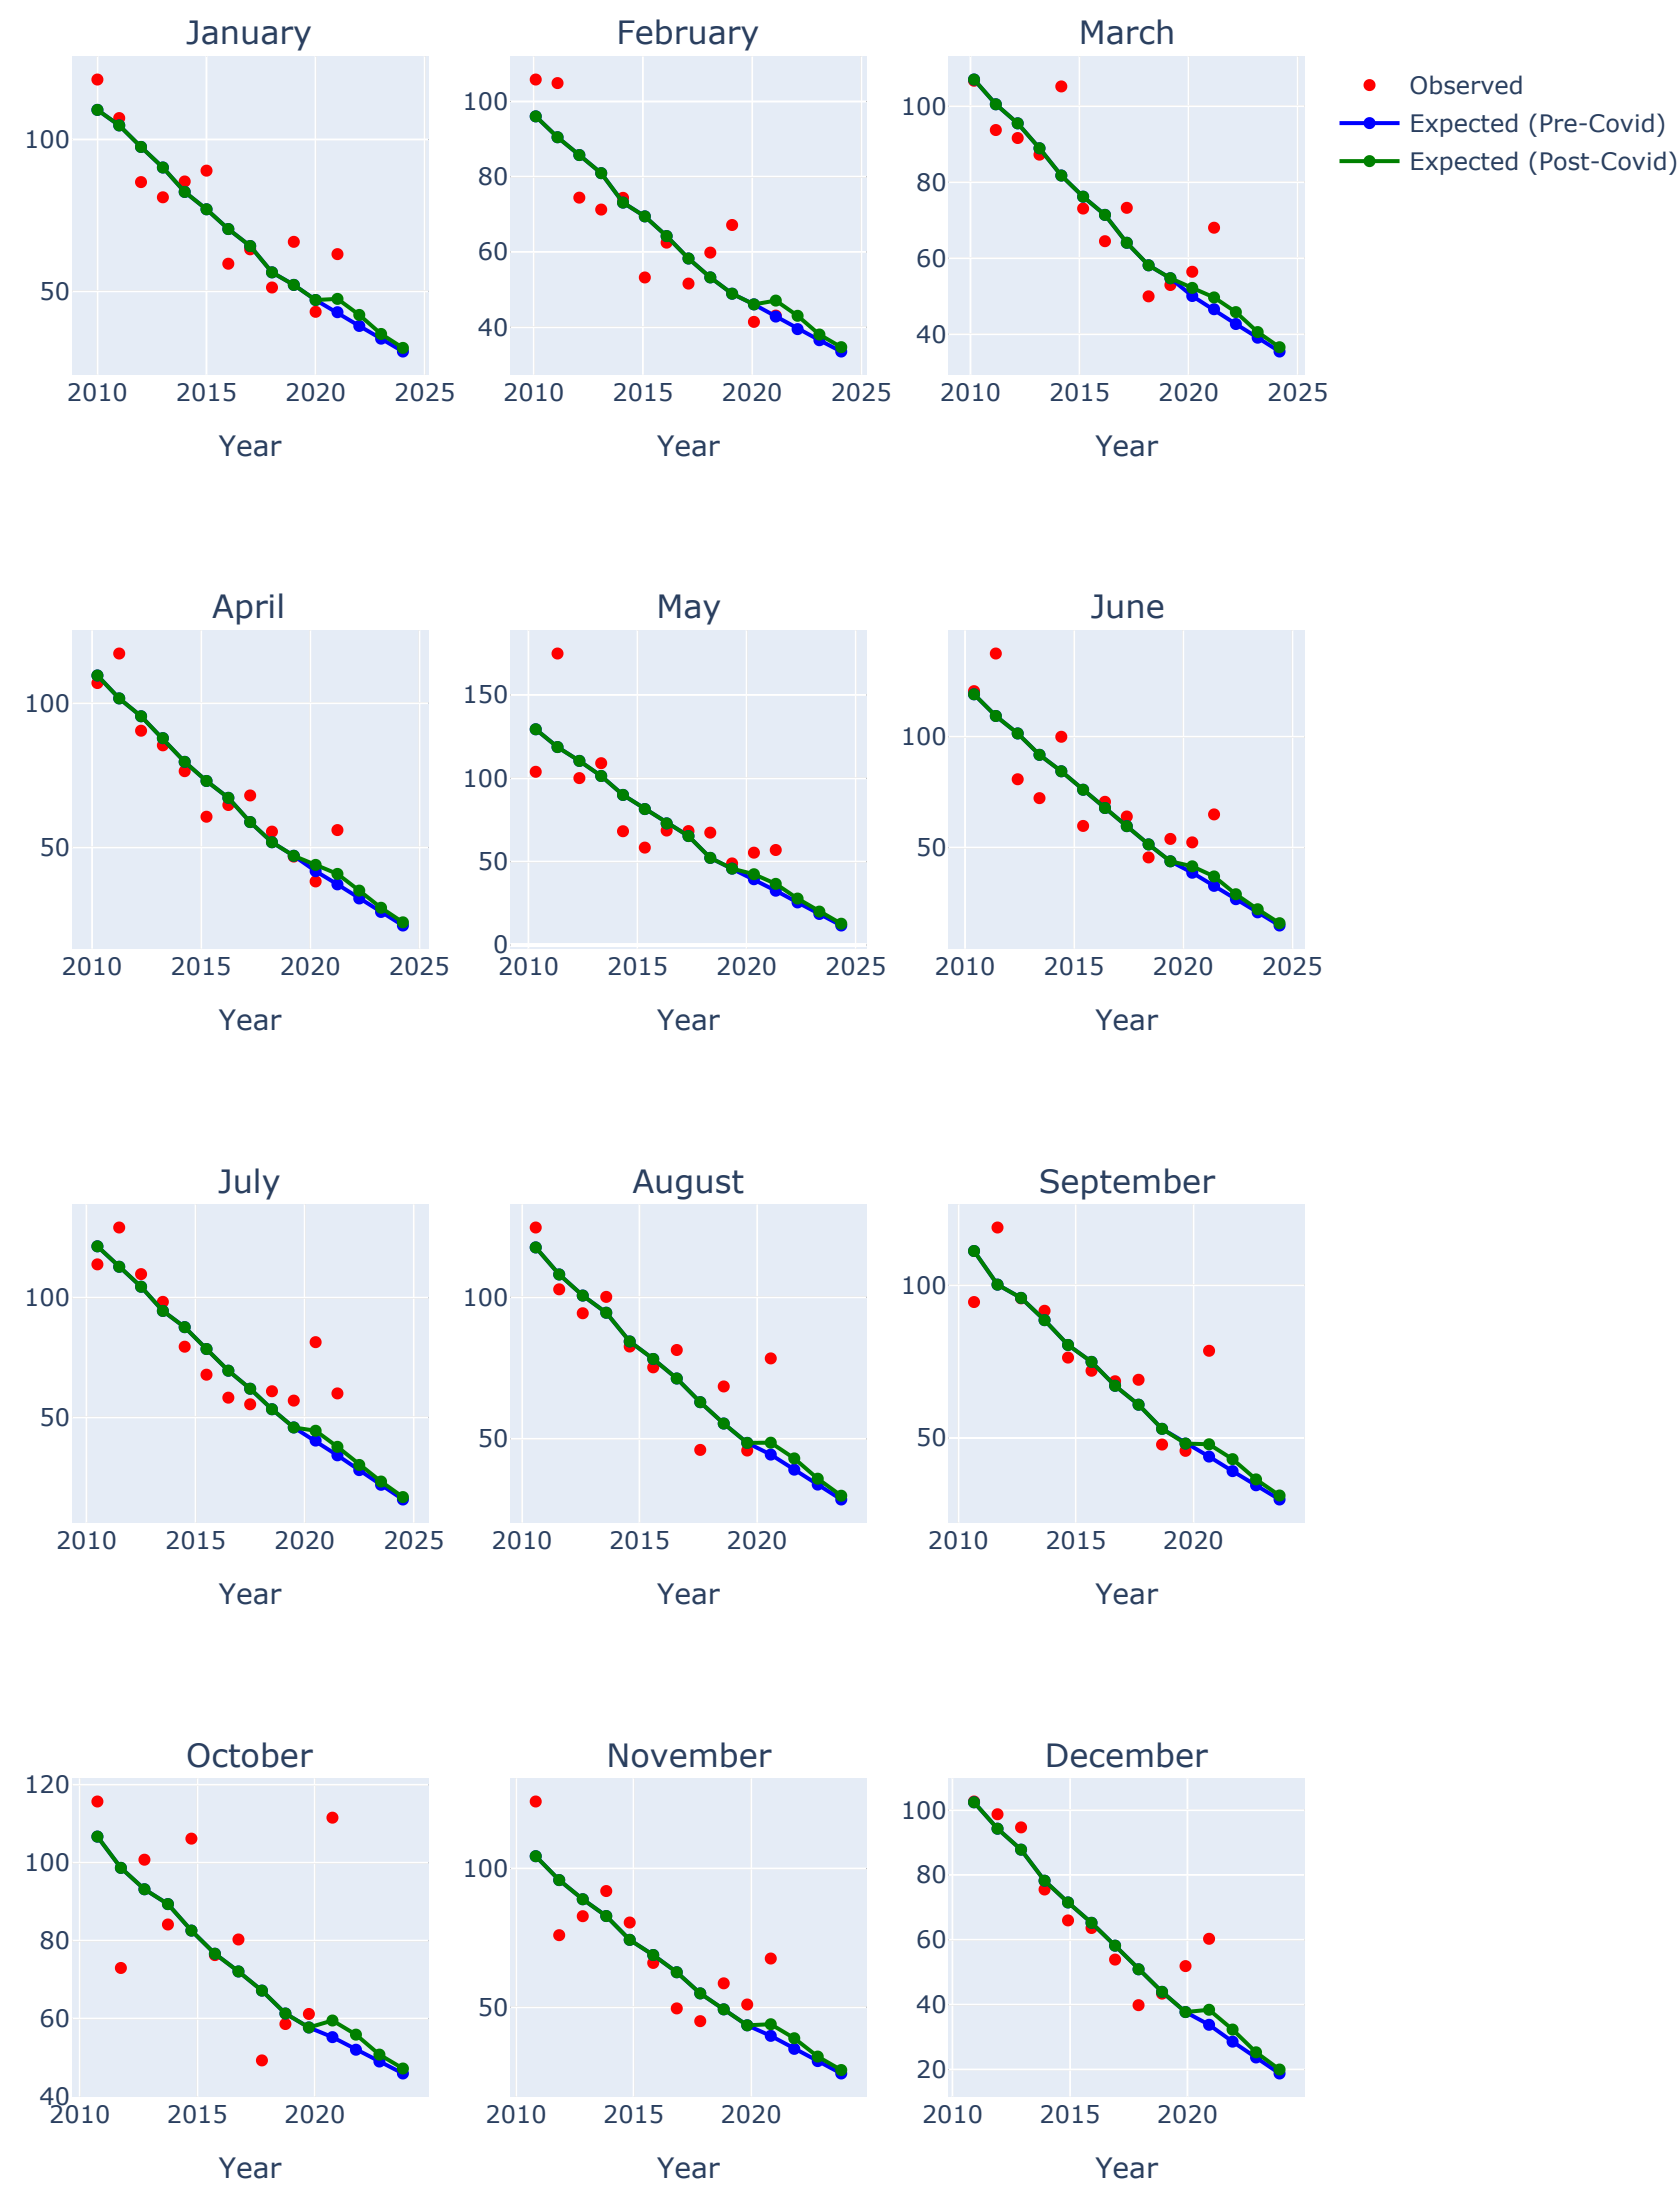 January February March
Observed
Expected (Pre-Covid)
Expected (Post-Covid)
100 100 100
80 80
60 60
50
40 40
2010 2015 2020 2025 2010 2015 2020 2025 2010 2015 2020 2025
Year Year Year
April May June
150
100 100 100
50 50 50
0
2010 2015 2020 2025 2010 2015 2020 2025 2010 2015 2020 2025
Year Year Year
July August September
100 100 100
50 50 50
2010 2015 2020 2025 2010 2015 2020 2010 2015 2020
Year Year Year
October November December
120
100 100 100
80 80
60 50 60
40 40
20
2010 2015 2020 2010 2015 2020 2010 2015 2020
Year Year Year